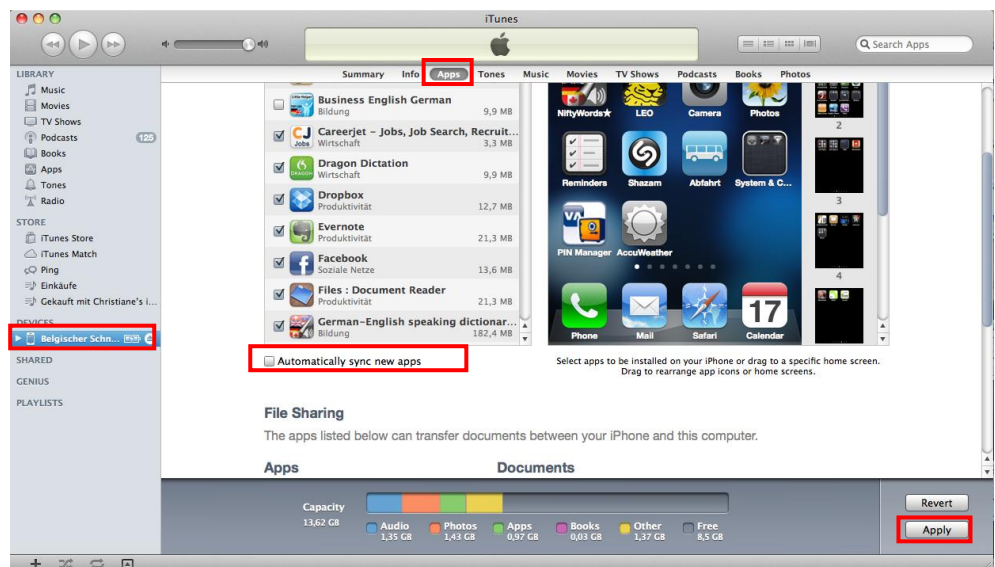 iTunes
Search Apps
LIBRARY
Music
Movies
TV Shows
Podcasts 125
Books
Apps
Tones
Radio
STORE
iTunes Store
iTunes Match
Ping
Einkäufe
Gekauft mit Christiane's i...
DEVICES
Belgischer Schn...
SHARED
GENIUS
PLAYLISTS
Summary Info Apps Tones Music Movies TV Shows Podcasts Books Photos
Business English German
Bildung 9,9 MB
Careerjet – Jobs, Job Search, Recruit...
Wirtschaft 3,3 MB
Dragon Dictation
Wirtschaft 9,9 MB
Dropbox
Produktivität 12,7 MB
Evernote
Produktivität 21,3 MB
Facebook
Soziale Netze 13,6 MB
Files : Document Reader
Produktivität 21,3 MB
German–English speaking dictionar...
Bildung 182,4 MB
Automatically sync new apps
NiftyWords★ LEO Camera Photos
Reminders Shazam Abfahrt System & C...
PIN Manager AccuWeather
17
Phone Mail Safari Calendar
2
3
4
Select apps to be installed on your iPhone or drag to a specific home screen.
Drag to rearrange app icons or home screens.
File Sharing
The apps listed below can transfer documents between your iPhone and this computer.
Apps Documents
Capacity
13,62 GB
Audio Photos Apps Books Other Free
1,35 GB 1,43 GB 0,97 GB 0,03 GB 1,37 GB 8,5 GB
Revert
Apply